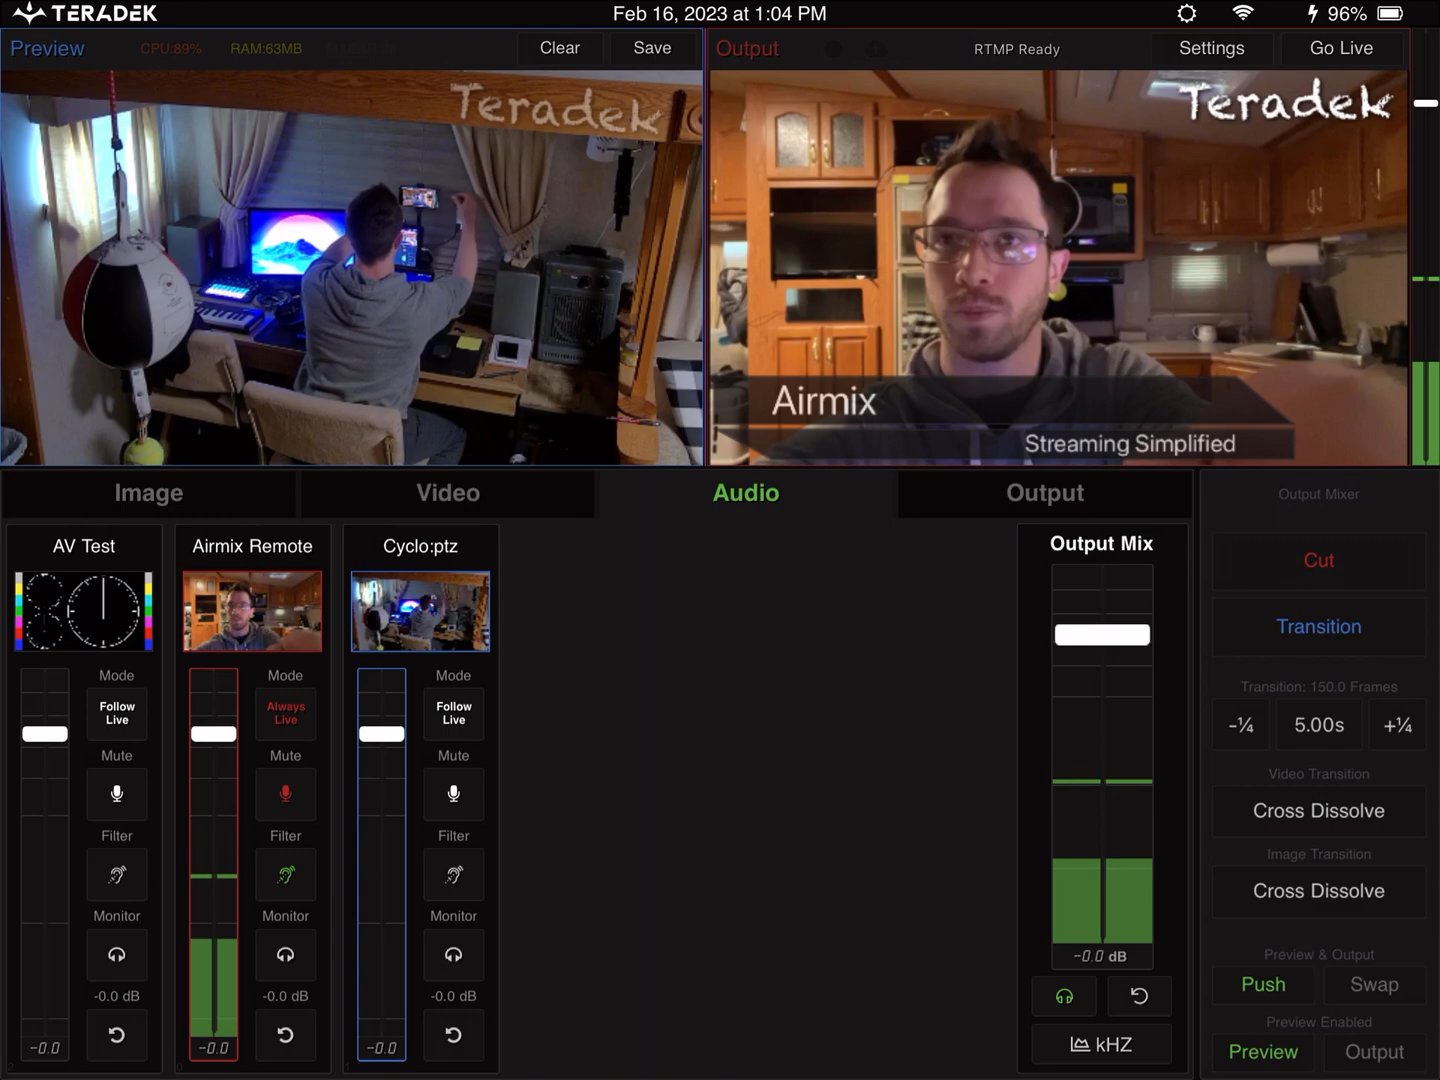 TERADEK
Feb 16, 2023 at 1:04 PM
96%
Preview
CPU:89%
RAM:63MB
Clear
Save
Output
RTMP Ready
Settings
Go Live
Teradek
Teradek
Airmix
Streaming Simplified
Image
Video
Audio
Output
Output Mixer
AV Test
Airmix Remote
Cyclo:ptz
Output Mix
Cut
Transition
Mode
Mode
Mode
Follow
Live
Always
Live
Follow
Live
Transition: 150.0 Frames
-¼
5.00s
+¼
Mute
Mute
Mute
Video Transition
Cross Dissolve
Filter
Filter
Filter
Image Transition
Cross Dissolve
Monitor
Monitor
Monitor
-0.0 dB
Preview & Output
Push
Swap
-0.0 dB
-0.0 dB
-0.0 dB
Preview Enabled
-0.0
-0.0
-0.0
kHZ
Preview
Output